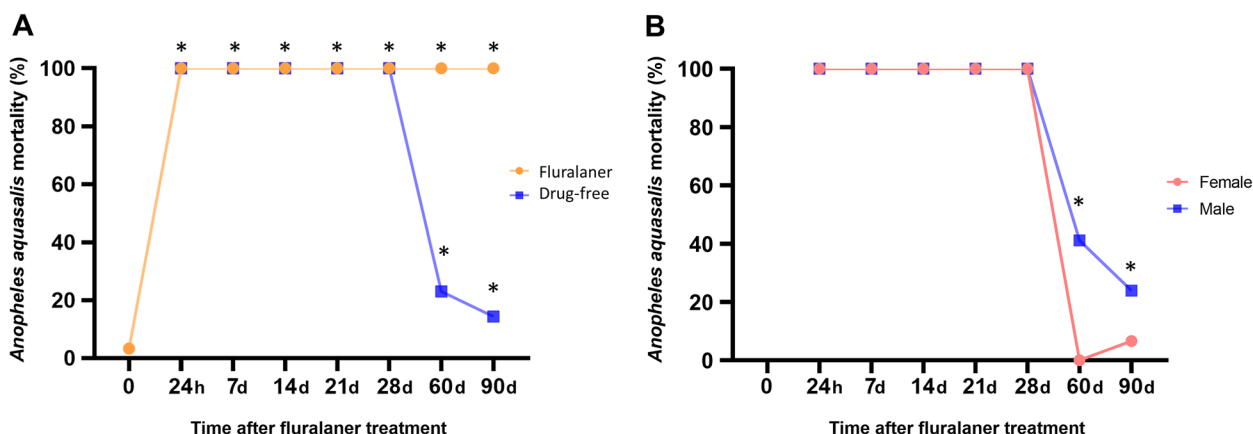 A
Anopheles aquasalis mortality (%)
100
80
60
40
20
0
* * * * * * *
*
*
Fluralaner
Drug-free
0 24h 7d 14d 21d 28d 60d 90d
Time after fluralaner treatment
B
Anopheles aquasalis mortality (%)
100
80
60
40
20
0
*
*
Female
Male
0 24h 7d 14d 21d 28d 60d 90d
Time after fluralaner treatment